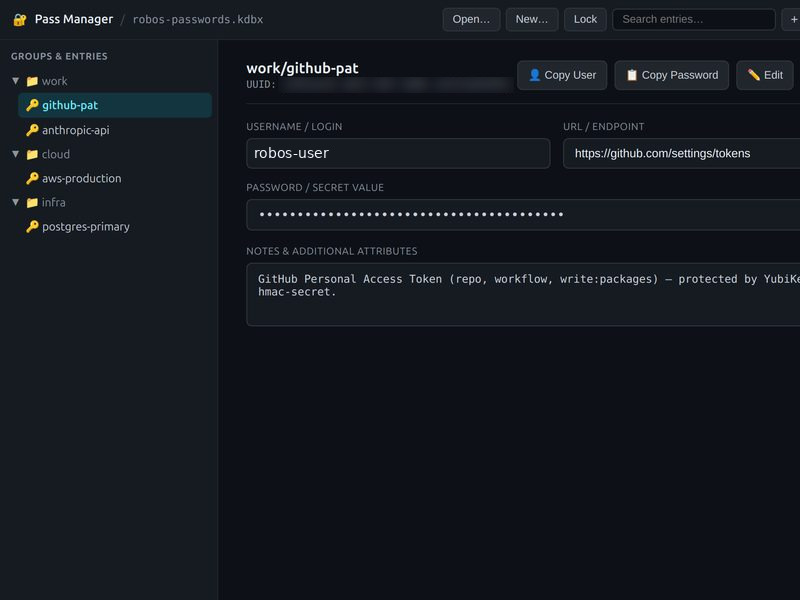 Pass Manager / robos-passwords.kdbx
Open… New… Lock Search entries… +
GROUPS & ENTRIES
work
github-pat
anthropic-api
cloud
aws-production
infra
postgres-primary
work/github-pat
UUID:
Copy User Copy Password Edit
USERNAME / LOGIN
robos-user
URL / ENDPOINT
https://github.com/settings/tokens
PASSWORD / SECRET VALUE
••••••••••••••••••••••••••••••••••••••••
NOTES & ADDITIONAL ATTRIBUTES
GitHub Personal Access Token (repo, workflow, write:packages) — protected by
hmac-secret.